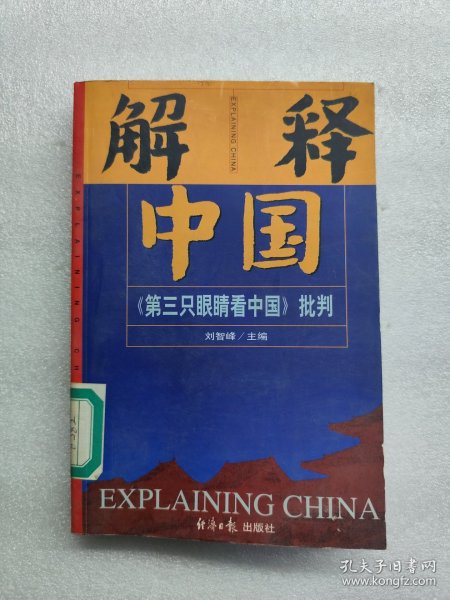 解释
EXPLAINING CHINA
中国
《第三只眼睛看中国》批判
刘智峰／主编
EXPLAINING CHINA
经济日报 出版社
EXPLAINING CH
孔夫子旧书网
www.kongfz.com